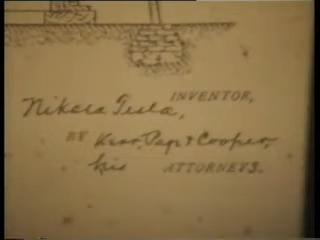 Nikola Tesla, INVENTOR,
BY Kerr, Page & Cooper,
his ATTORNEYS.